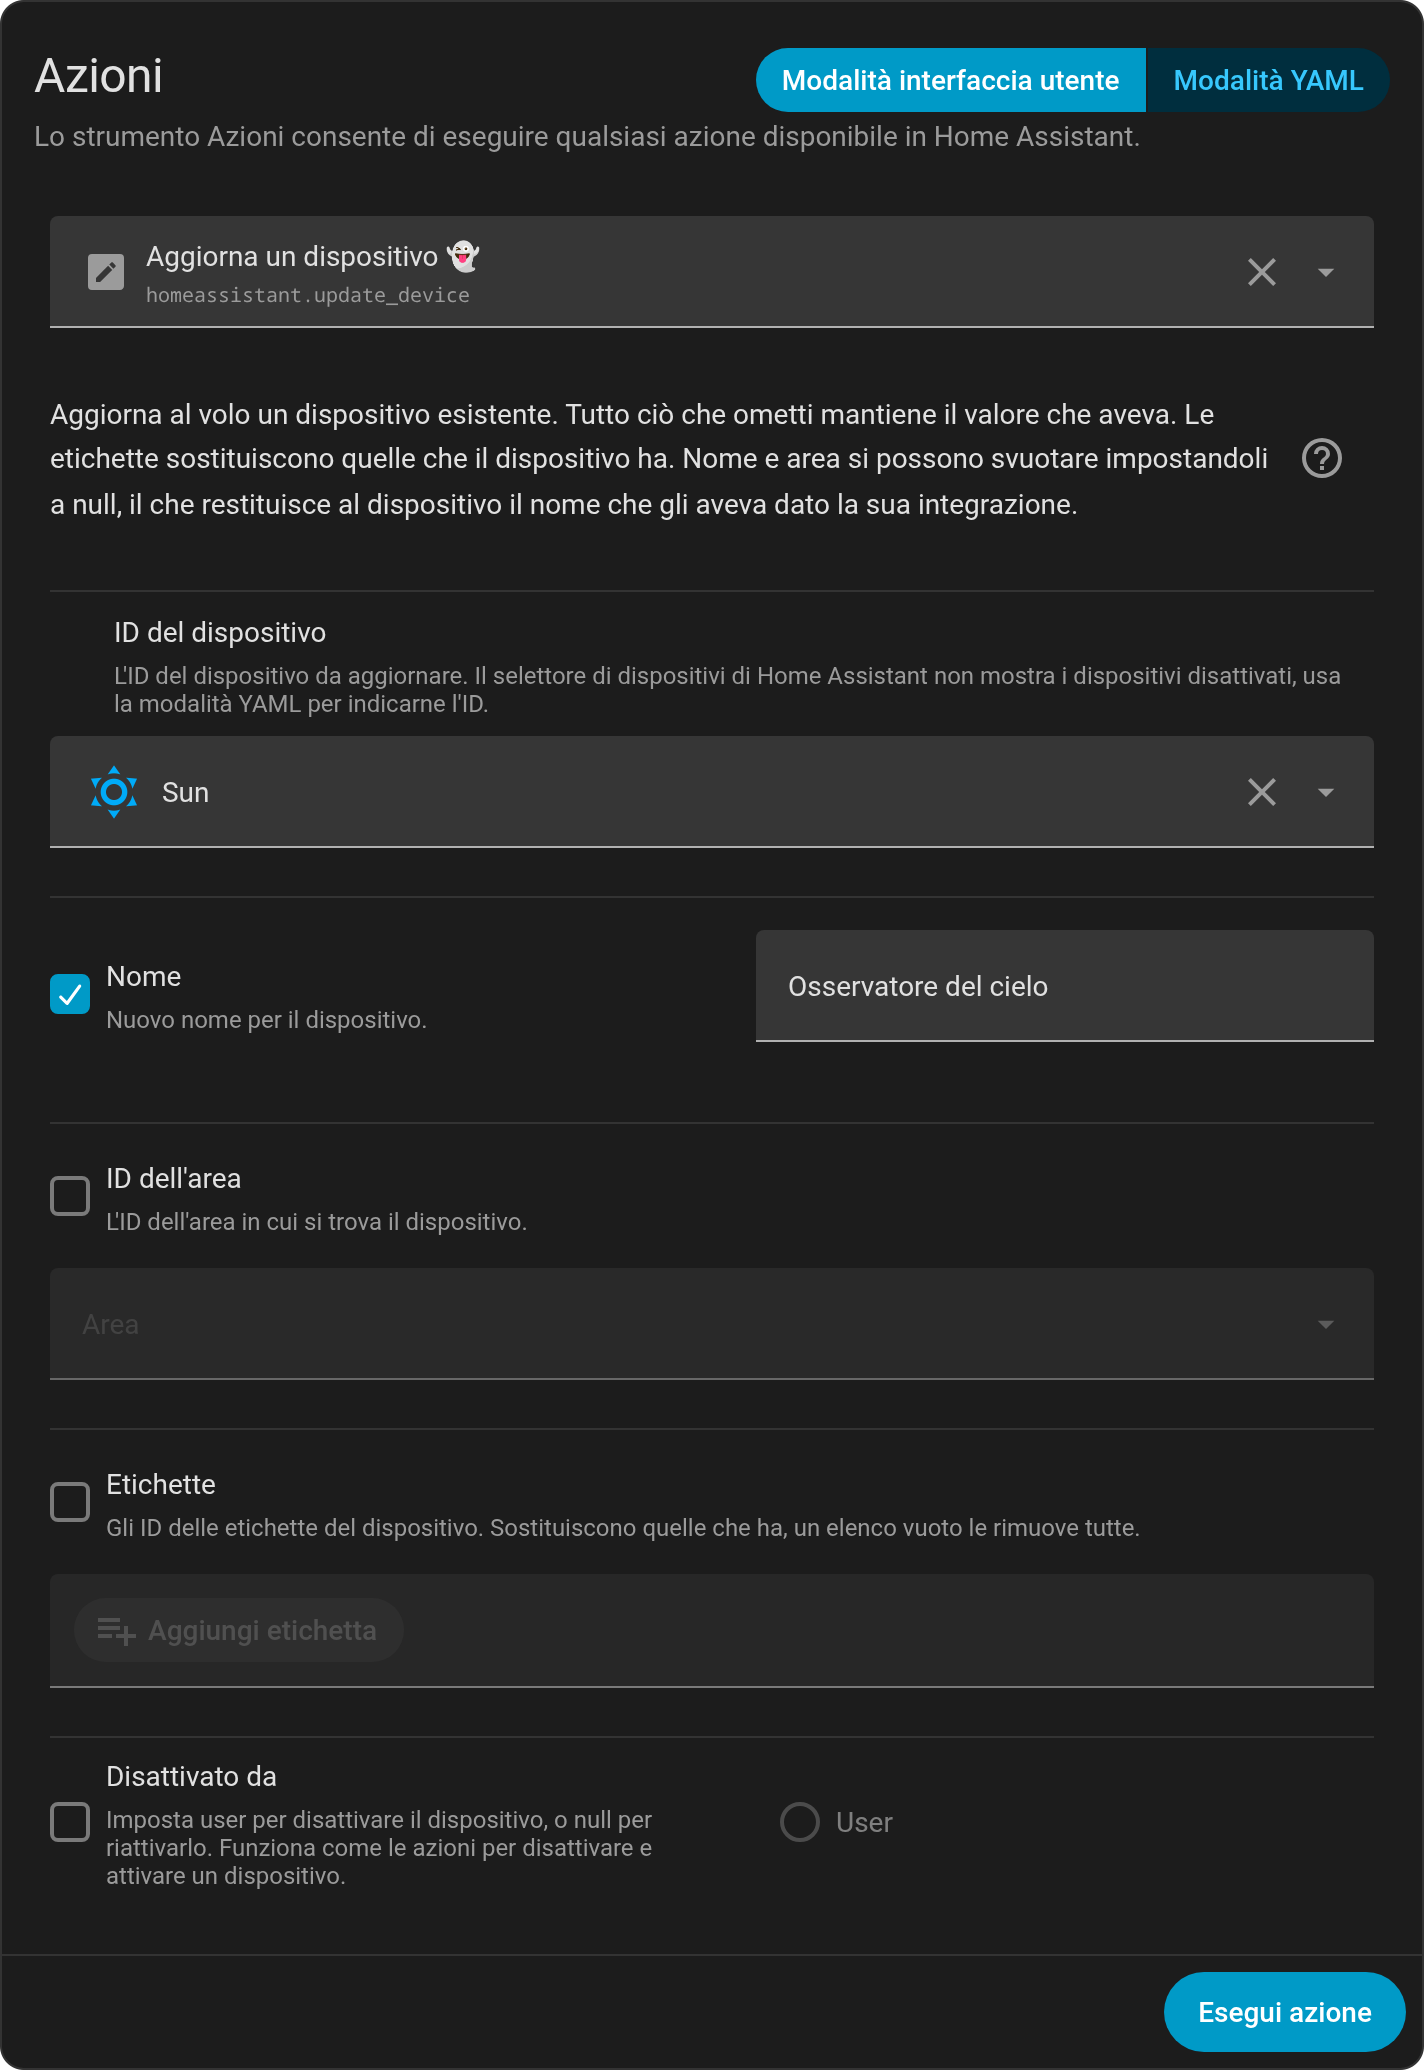 Azioni
Modalità interfaccia utente
Modalità YAML
Lo strumento Azioni consente di eseguire qualsiasi azione disponibile in Home Assistant.
Aggiorna un dispositivo 👻
homeassistant.update_device
Aggiorna al volo un dispositivo esistente. Tutto ciò che ometti mantiene il valore che aveva. Le
etichette sostituiscono quelle che il dispositivo ha. Nome e area si possono svuotare impostandoli
a null, il che restituisce al dispositivo il nome che gli aveva dato la sua integrazione.
ID del dispositivo
L'ID del dispositivo da aggiornare. Il selettore di dispositivi di Home Assistant non mostra i dispositivi disattivati, usa
la modalità YAML per indicarne l'ID.
Sun
Nome
Nuovo nome per il dispositivo.
Osservatore del cielo
ID dell'area
L'ID dell'area in cui si trova il dispositivo.
Area
Etichette
Gli ID delle etichette del dispositivo. Sostituiscono quelle che ha, un elenco vuoto le rimuove tutte.
Aggiungi etichetta
Disattivato da
Imposta user per disattivare il dispositivo, o null per
riattivarlo. Funziona come le azioni per disattivare e
attivare un dispositivo.
User
Esegui azione